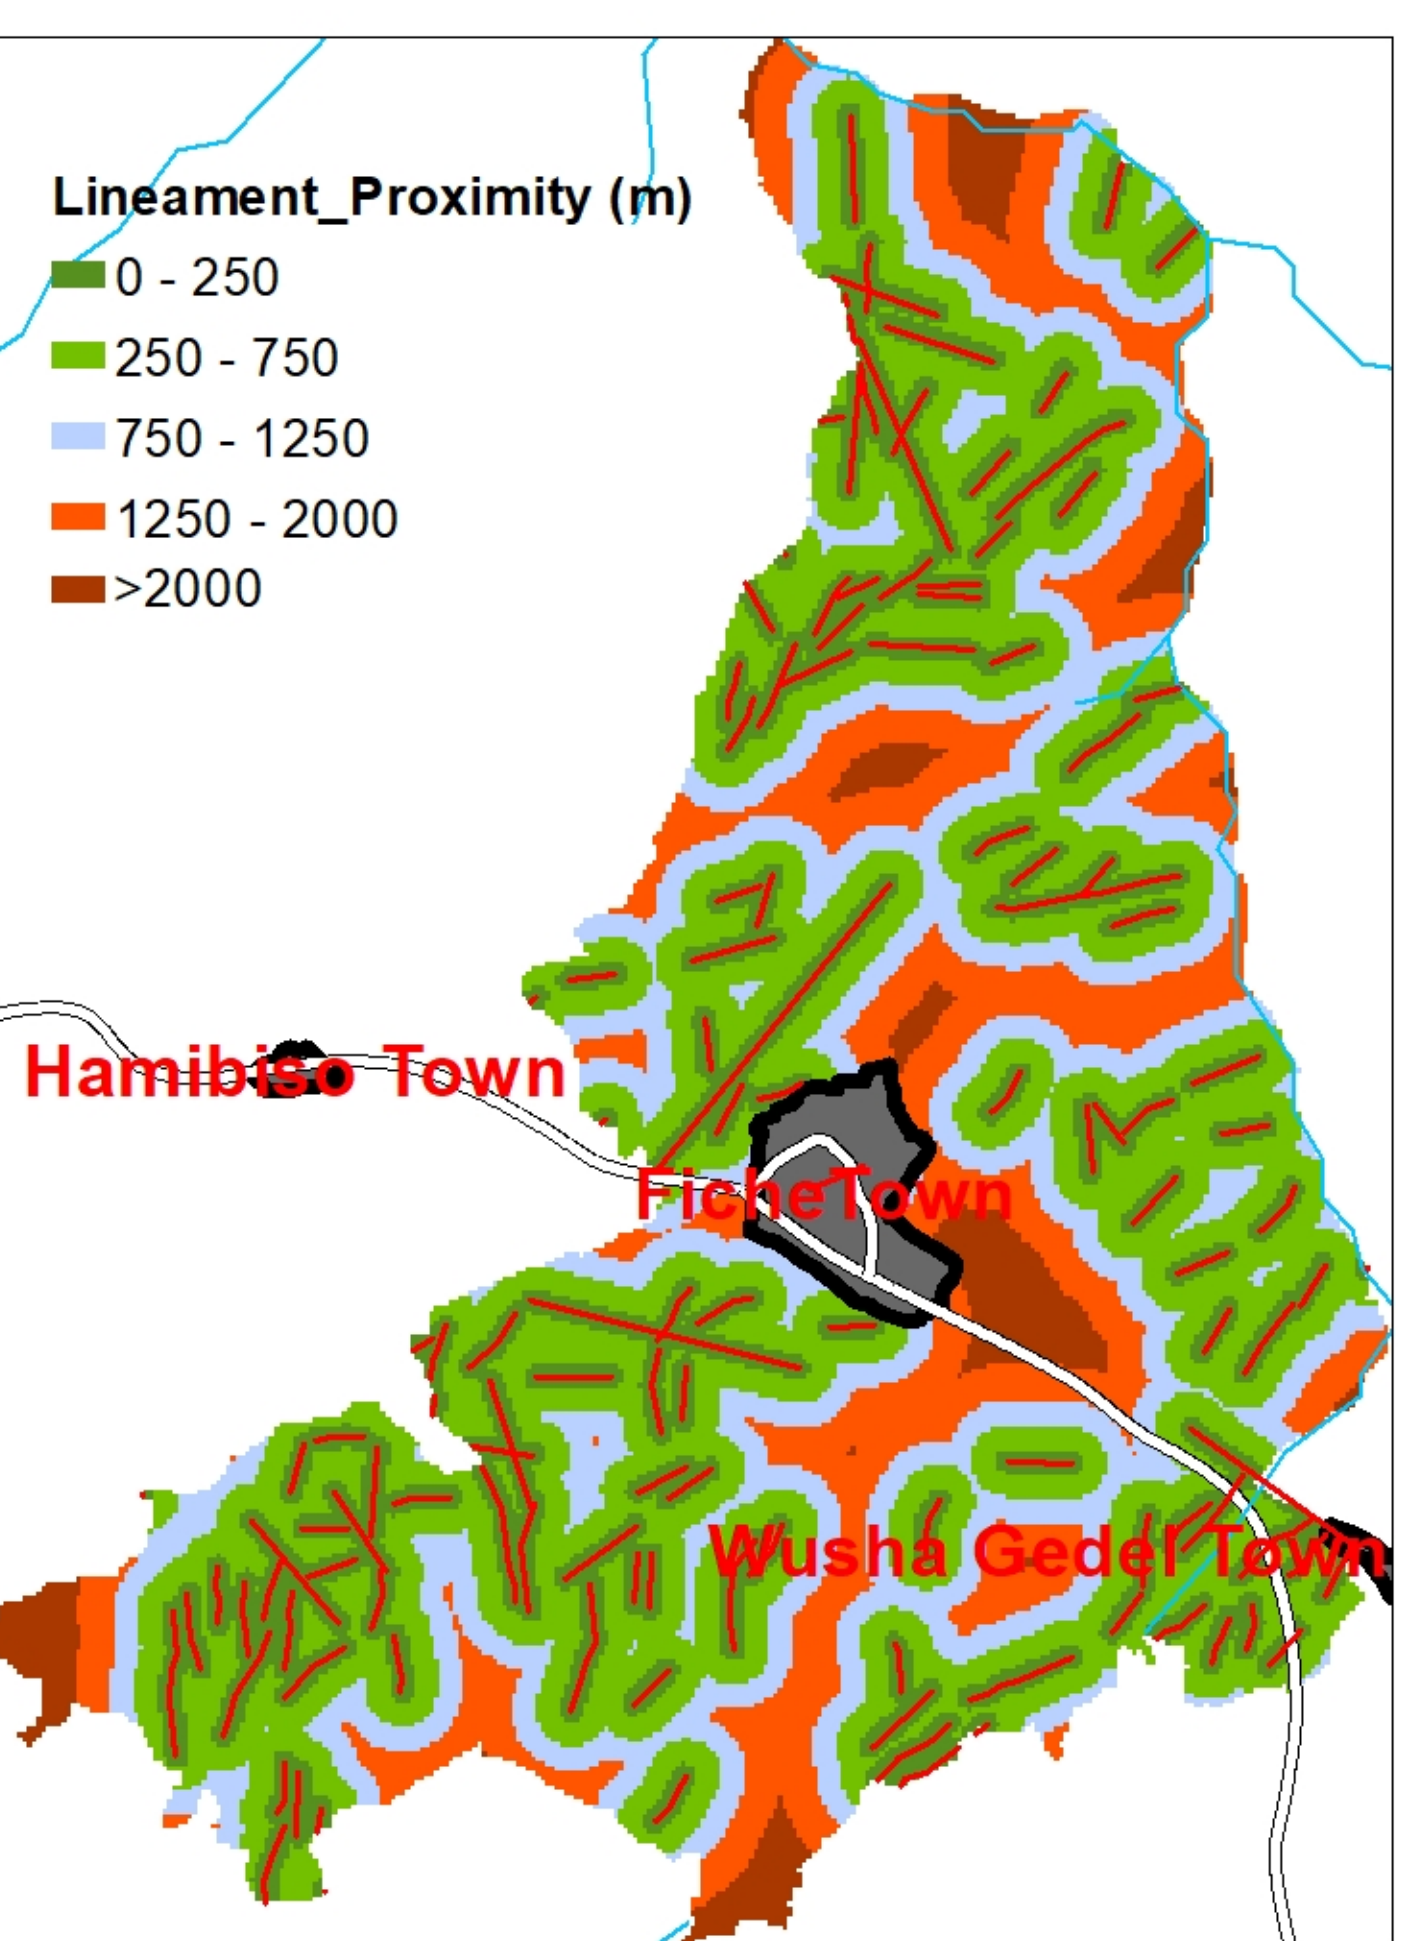 Lineament_Proximity (m)
0 - 250
250 - 750
750 - 1250
1250 - 2000
>2000
Hamibiso Town
FicheTown
Wusha Gedel Town